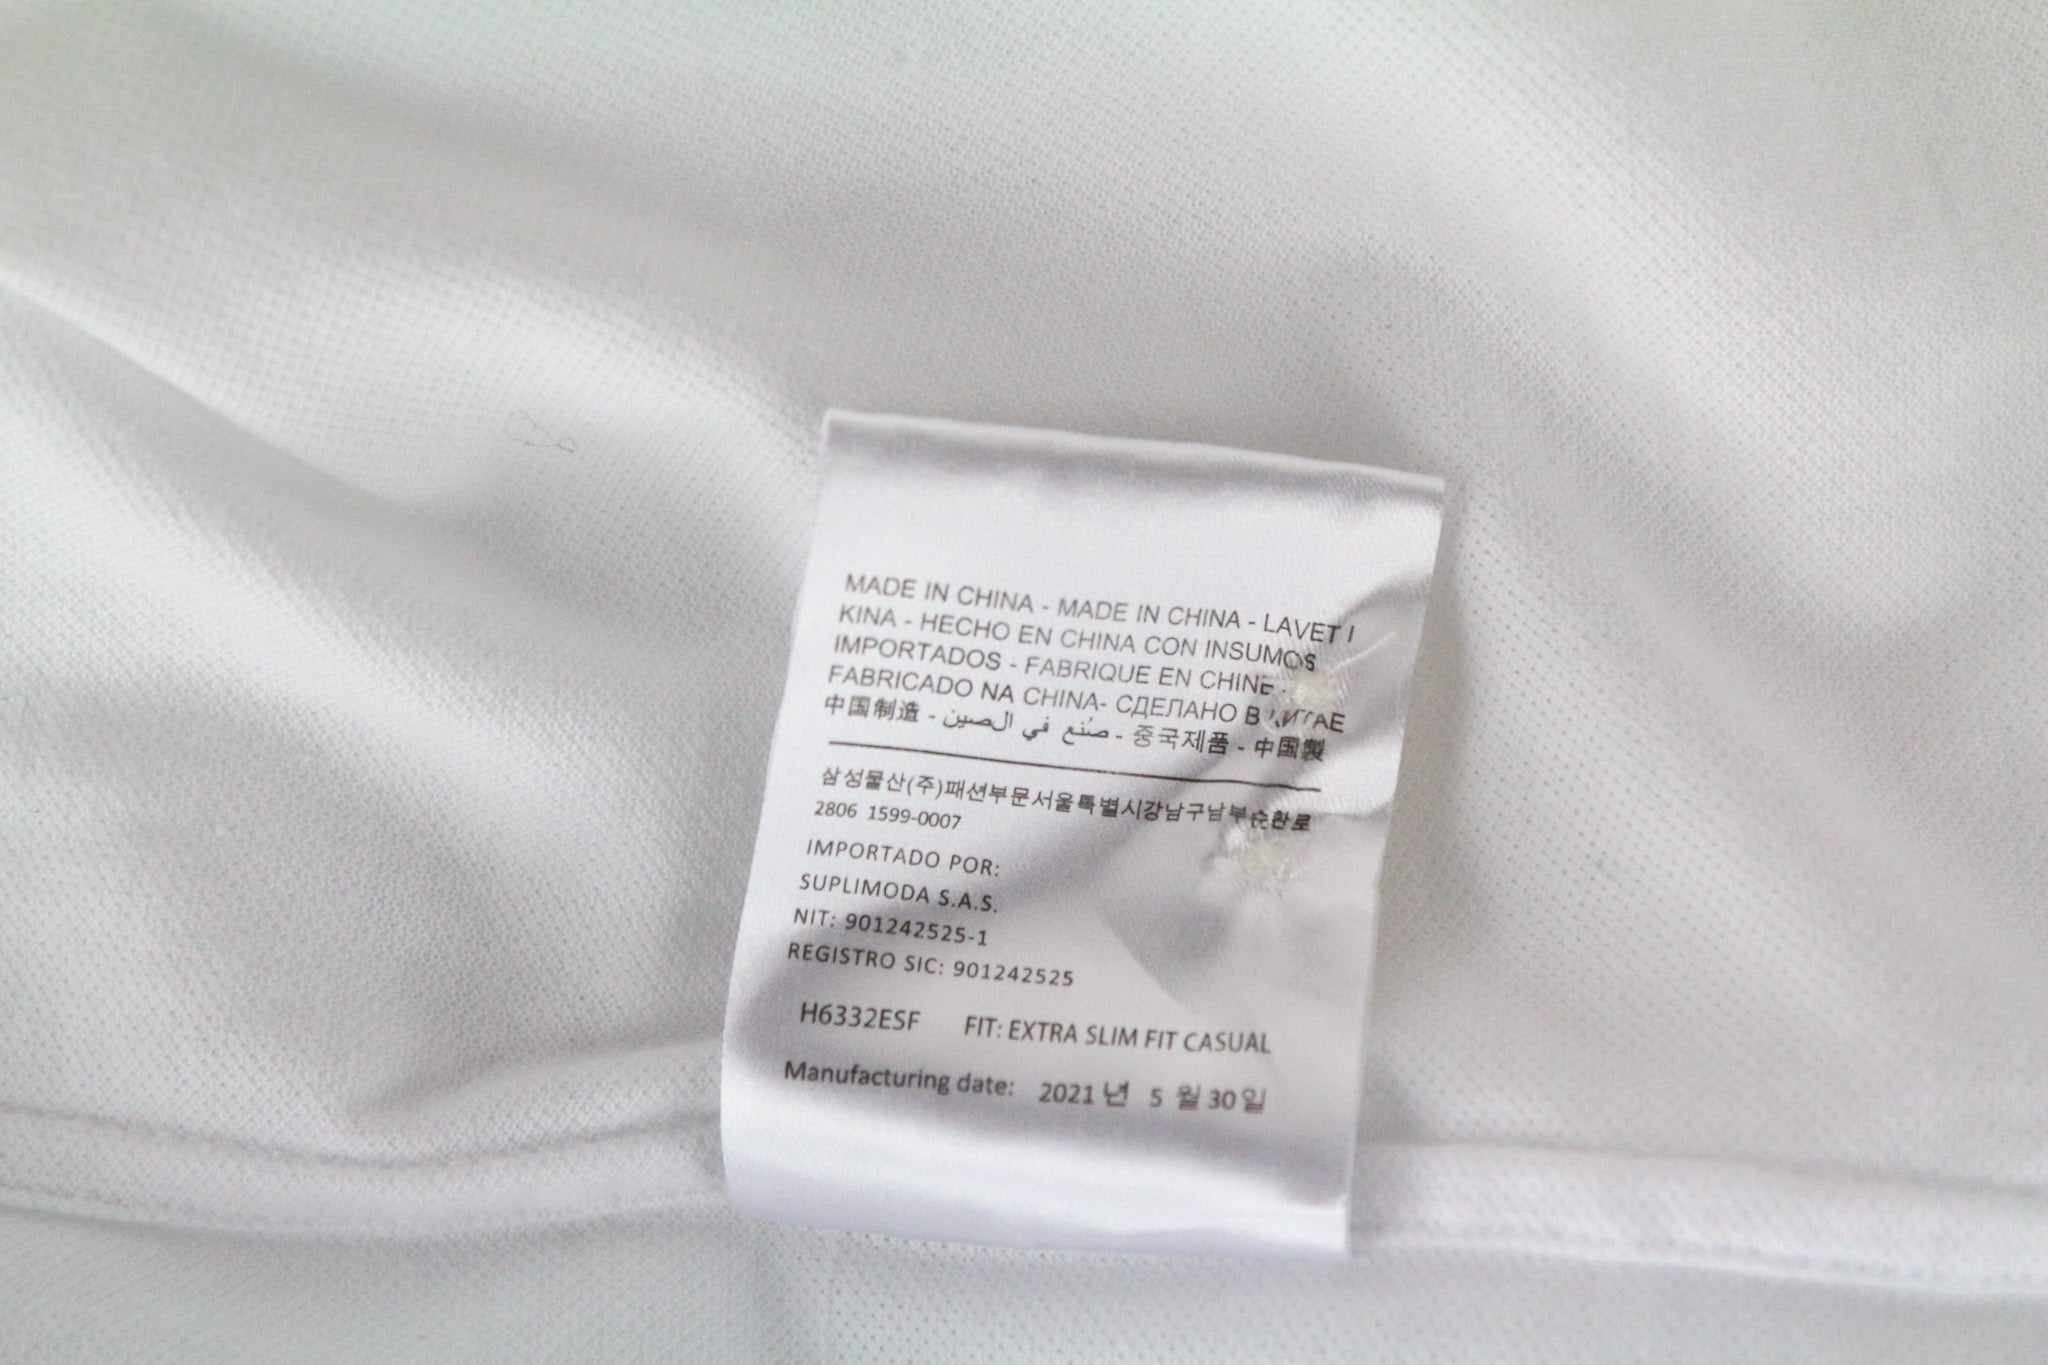 MADE IN CHINA - MADE IN CHINA - LAVET I
KINA - HECHO EN CHINA CON INSUMOS
IMPORTADOS - FABRIQUE EN CHINE -
FABRICADO NA CHINA- СДЕЛАНО В КИТАЕ
中国制造 - صُنع في الصين - 중국제품 - 中国製
삼성물산(주)패션부문서울특별시강남구남부순환로
2806 1599-0007
IMPORTADO POR:
SUPLIMODA S.A.S.
NIT: 901242525-1
REGISTRO SIC: 901242525
H6332ESF FIT: EXTRA SLIM FIT CASUAL
Manufacturing date: 2021 년 5 월 30 일